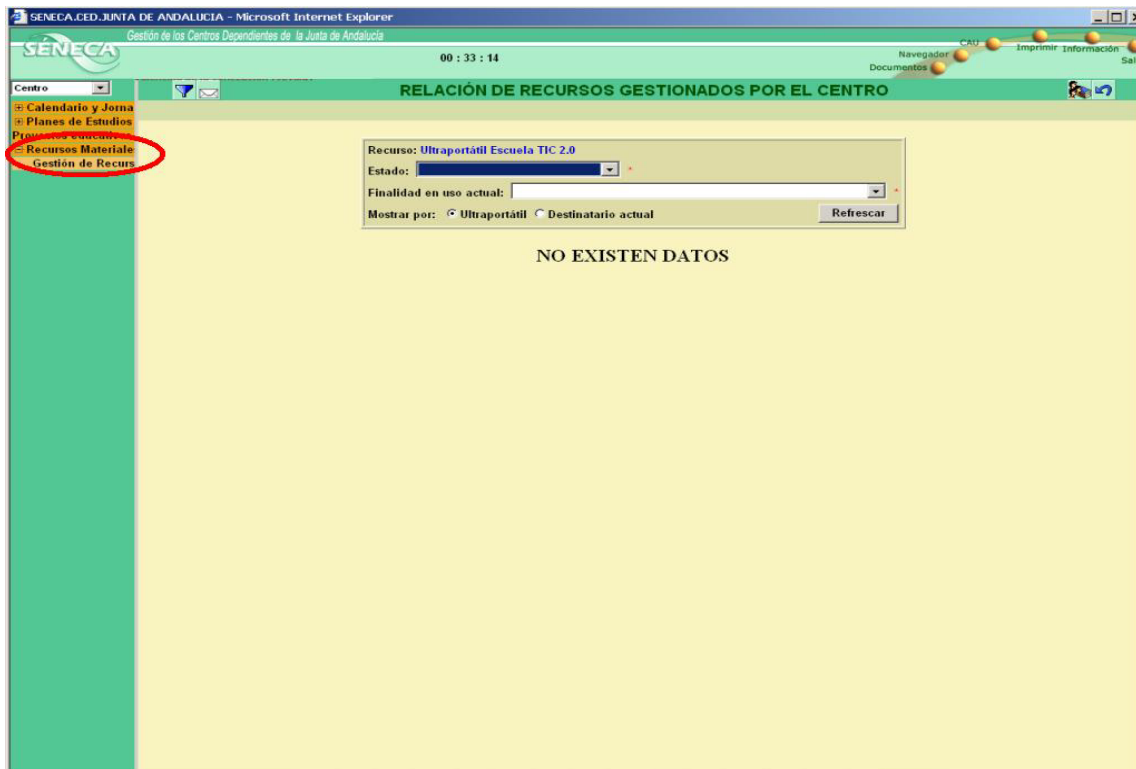 SENECA.CED.JUNTA DE ANDALUCIA - Microsoft Internet Explorer
SÉNECA
Gestión de los Centros Dependientes de la Junta de Andalucía
00 : 33 : 14
CAU
Navegador
Documentos
Imprimir
Información
Sal
Centro
RELACIÓN DE RECURSOS GESTIONADOS POR EL CENTRO
Calendario y Jorna
Planes de Estudios
Recursos Materiale
Gestión de Recurs
Recurso: Ultraportátil Escuela TIC 2.0
Estado: *
Finalidad en uso actual: *
Mostrar por: Ultraportátil Destinatario actual Refrescar
NO EXISTEN DATOS